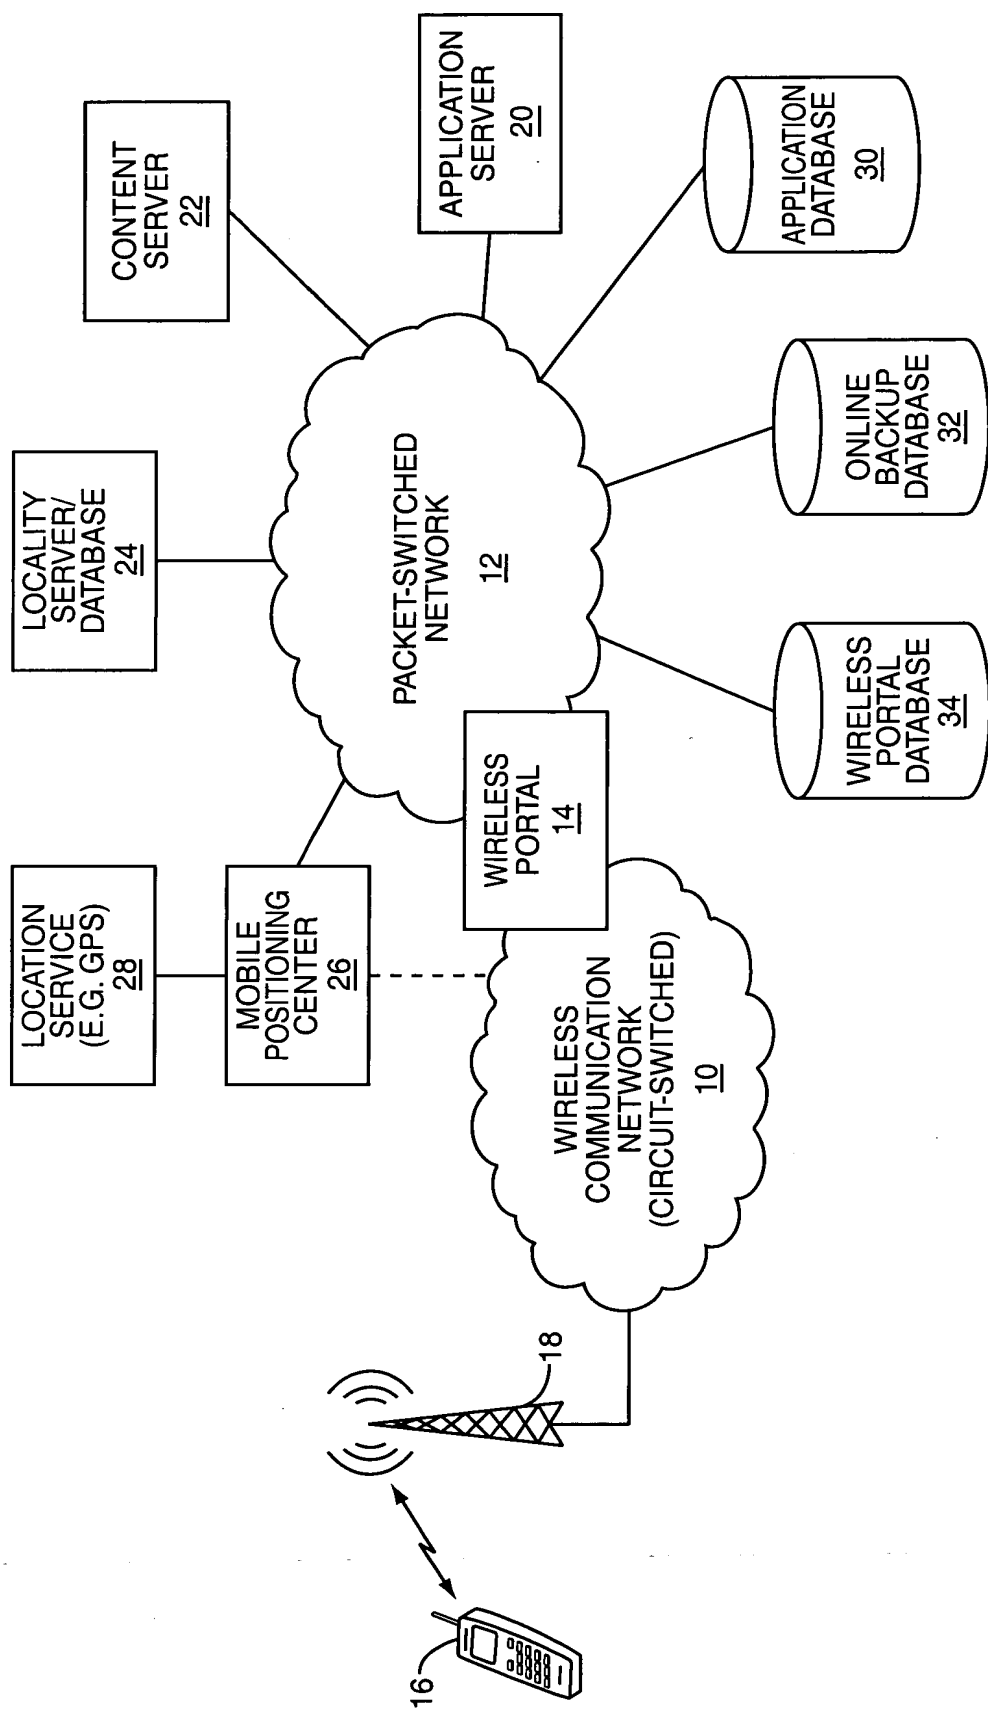 LOCATION
SERVICE
(E.G. GPS)
28
MOBILE
POSITIONING
CENTER
26
LOCALITY
SERVER/
DATABASE
24
CONTENT
SERVER
22
APPLICATION
SERVER
20
PACKET-SWITCHED
NETWORK
12
WIRELESS
PORTAL
14
WIRELESS
COMMUNICATION
NETWORK
(CIRCUIT-SWITCHED)
10
18
16
WIRELESS
PORTAL
DATABASE
34
ONLINE
BACKUP
DATABASE
32
APPLICATION
DATABASE
30